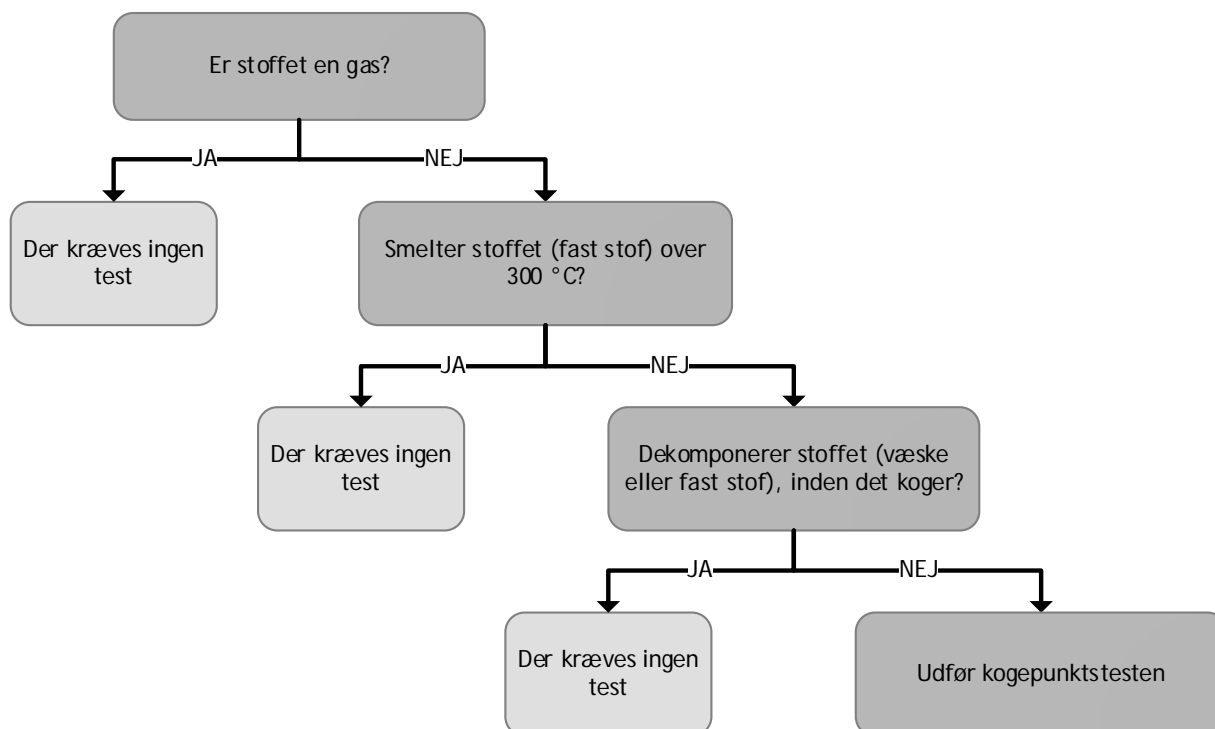 Er stoffet en gas?
JA
NEJ
Der kræves ingen
test
Smelter stoffet (fast stof) over
300 °C?
JA
NEJ
Der kræves ingen
test
Dekomponerer stoffet (væske
eller fast stof), inden det koger?
JA
NEJ
Der kræves ingen
test
Udfør kogepunktstesten